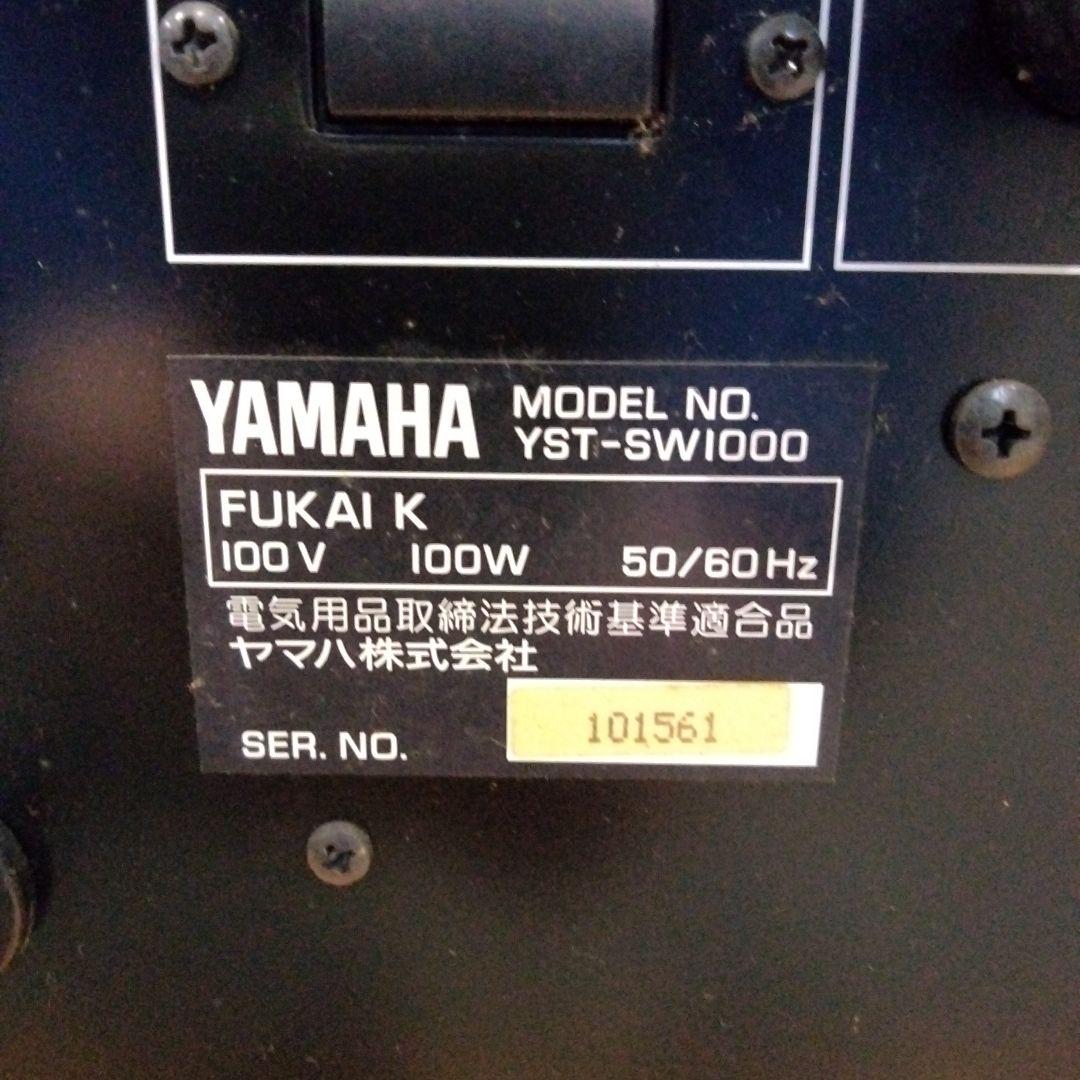 YAMAHA MODEL NO.
YST-SW1000
FUKAI K
100V 100W 50/60Hz
電気用品取締法技術基準適合品
ヤマハ株式会社
SER. NO. 101561